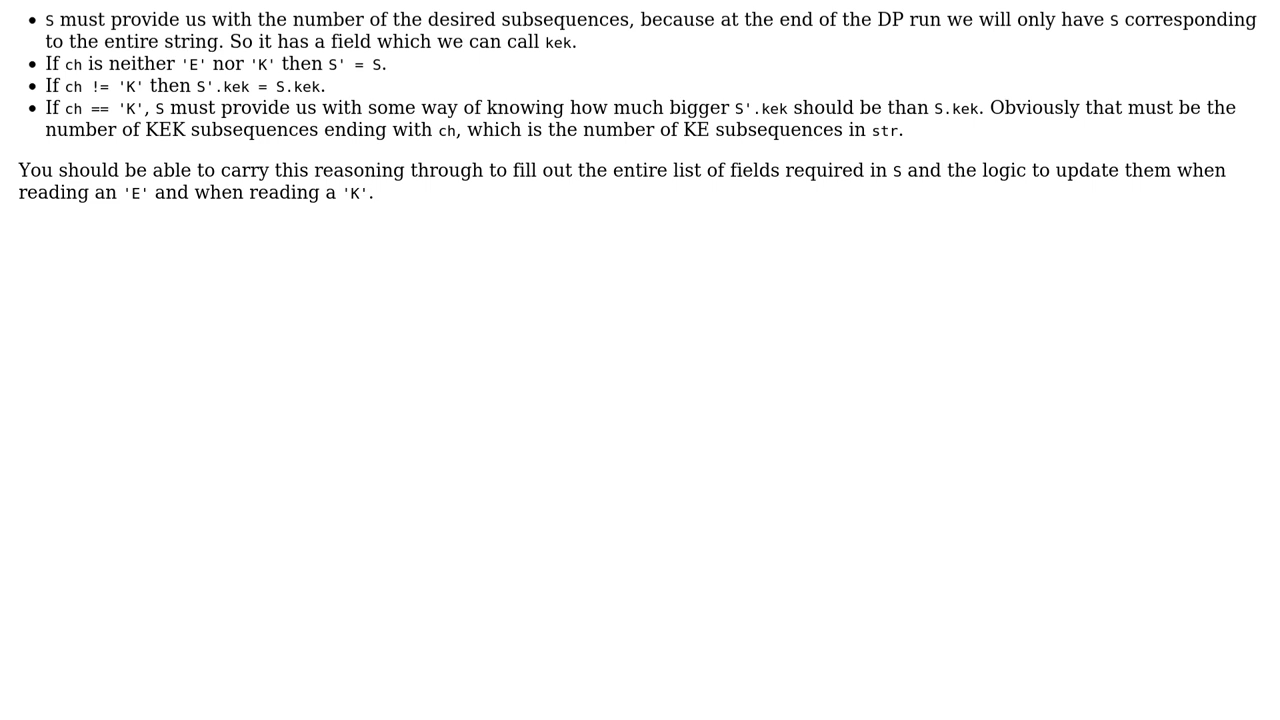 • S must provide us with the number of the desired subsequences, because at the end of the DP run we will only have S corresponding
to the entire string. So it has a field which we can call kek.
• If ch is neither 'E' nor 'K' then S' = S.
• If ch != 'K' then S'.kek = S.kek.
• If ch == 'K', S must provide us with some way of knowing how much bigger S'.kek should be than S.kek. Obviously that must be the
number of KEK subsequences ending with ch, which is the number of KE subsequences in str.
You should be able to carry this reasoning through to fill out the entire list of fields required in S and the logic to update them when
reading an 'E' and when reading a 'K'.